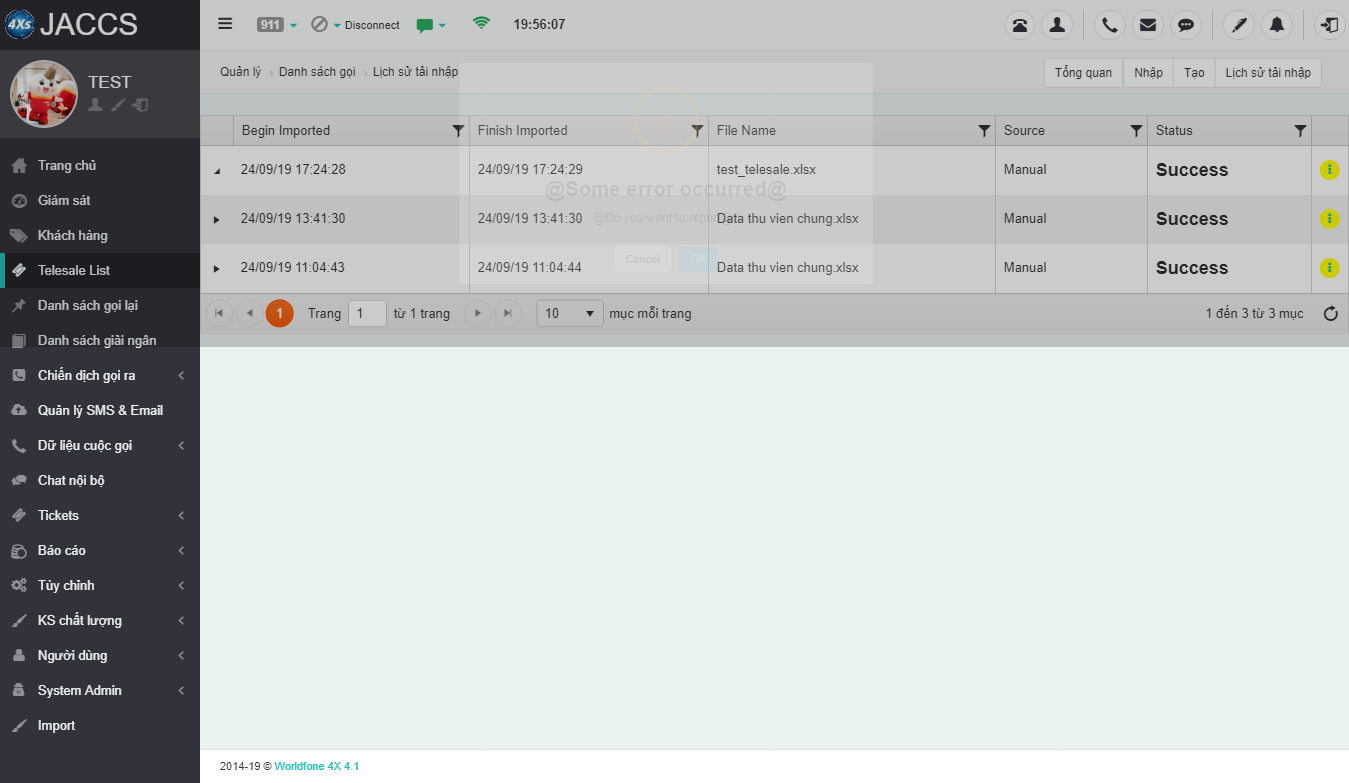 4Xs JACCS
911 Disconnect 19:56:07
TEST
Quản lý Danh sách gọi Lịch sử tải nhập
Tổng quan Nhập Tạo Lịch sử tải nhập
Trang chủ
Giám sát
Khách hàng
Telesale List
Danh sách gọi lại
Danh sách giải ngân
Chiến dịch gọi ra
Quản lý SMS & Email
Dữ liệu cuộc gọi
Chat nội bộ
Tickets
Báo cáo
Tùy chỉnh
KS chất lượng
Người dùng
System Admin
Import
Begin Imported Finish Imported File Name Source Status
24/09/19 17:24:28 24/09/19 17:24:29 test_telesale.xlsx Manual Success
@Some error occurred@
24/09/19 13:41:30 24/09/19 13:41:30 Data thu vien chung.xlsx Manual Success
@Do you want to
Cancel OK
24/09/19 11:04:43 24/09/19 11:04:44 Data thu vien chung.xlsx Manual Success
1 Trang 1 từ 1 trang 10 mục mỗi trang 1 đến 3 từ 3 mục
2014-19 © Worldfone 4X 4.1